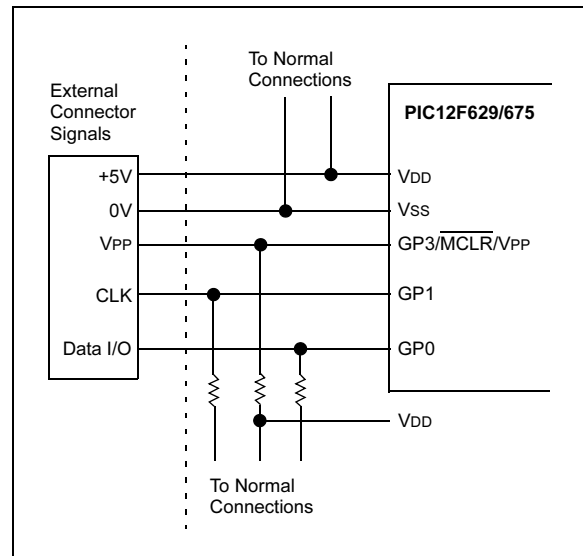 To Normal
Connections
External
Connector
Signals
PIC12F629/675
+5V
VDD
0V
VSS
VPP
GP3/MCLR/VPP
CLK
GP1
Data I/O
GP0
VDD
To Normal
Connections